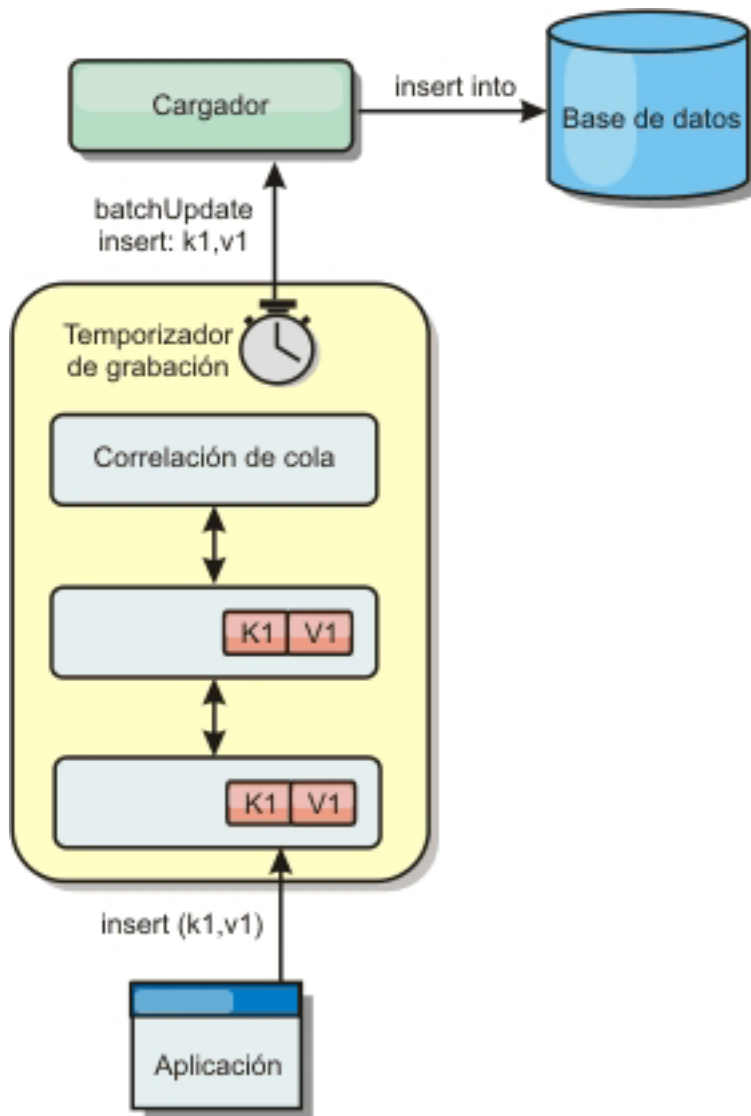 Cargador
insert into
Base de datos
batchUpdate
insert: k1,v1
Temporizador
de grabación
Correlación de cola
K1 V1
K1 V1
insert (k1,v1)
Aplicación